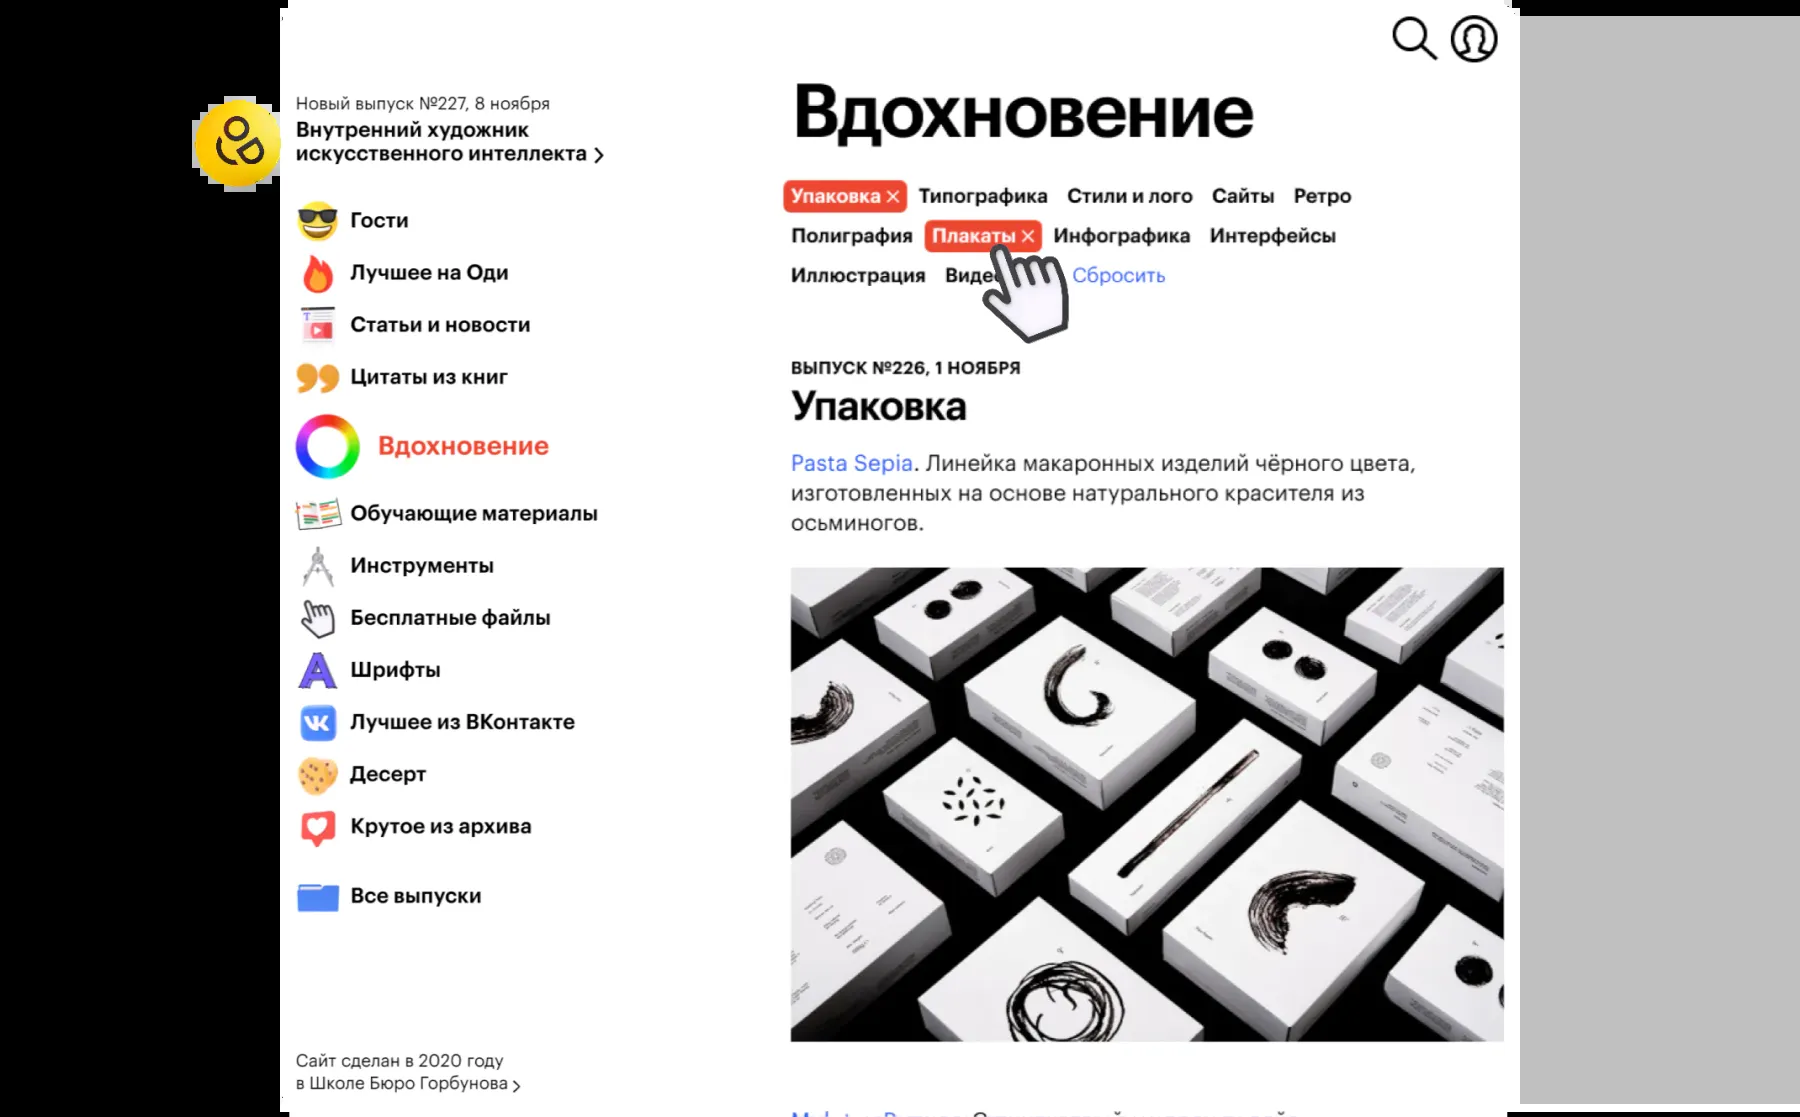 Новый выпуск №227, 8 ноября
Внутренний художник
искусственного интеллекта
Гости
Лучшее на Оди
Статьи и новости
Цитаты из книг
Вдохновение
Обучающие материалы
Инструменты
Бесплатные файлы
Шрифты
Лучшее из ВКонтакте
Десерт
Крутое из архива
Все выпуски
Сайт сделан в 2020 году
в Школе Бюро Горбунова
Вдохновение
Упаковка Типографика Стили и лого Сайты Ретро
Полиграфия Плакаты Инфографика Интерфейсы
Иллюстрация Сбросить
ВЫПУСК №226, 1 НОЯБРЯ
Упаковка
Pasta Sepia. Линейка макаронных изделий чёрного цвета,
изготовленных на основе натурального красителя из
осьминогов.